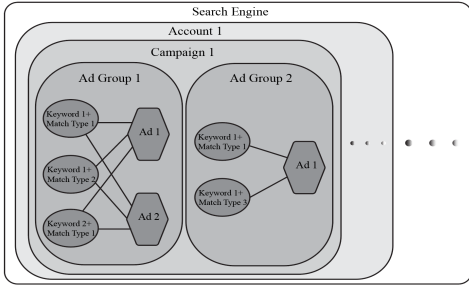 Search Engine
Account 1
Campaign 1
Ad Group 1
Ad Group 2
Keyword 1+
Match Type 1
Ad 1
Keyword 1+
Match Type 2
Keyword 2+
Match Type 1
Ad 2
Keyword 1+
Match Type 1
Ad 1
Keyword 1+
Match Type 3